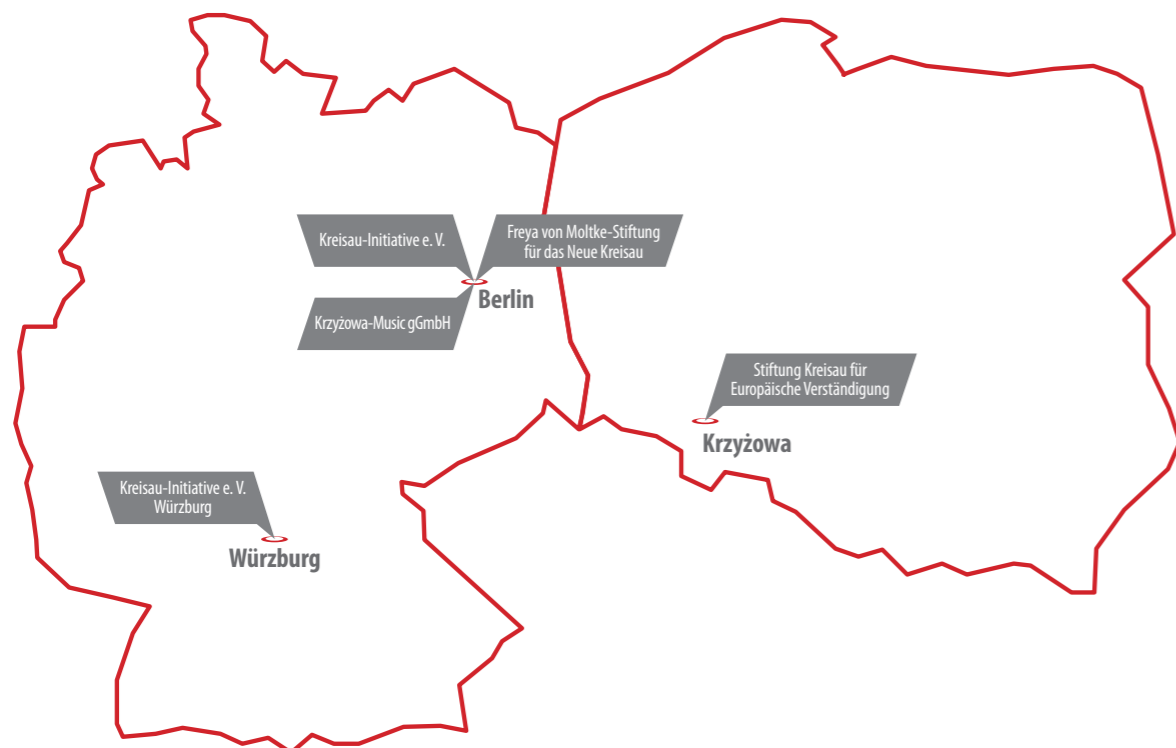 Kreisau-Initiative e. V.
Freya von Moltke-Stiftung
für das Neue Kreisau
Berlin
Krzyżowa-Music gGmbH
Stiftung Kreisau für
Europäische Verständigung
Krzyżowa
Kreisau-Initiative e. V.
Würzburg
Würzburg